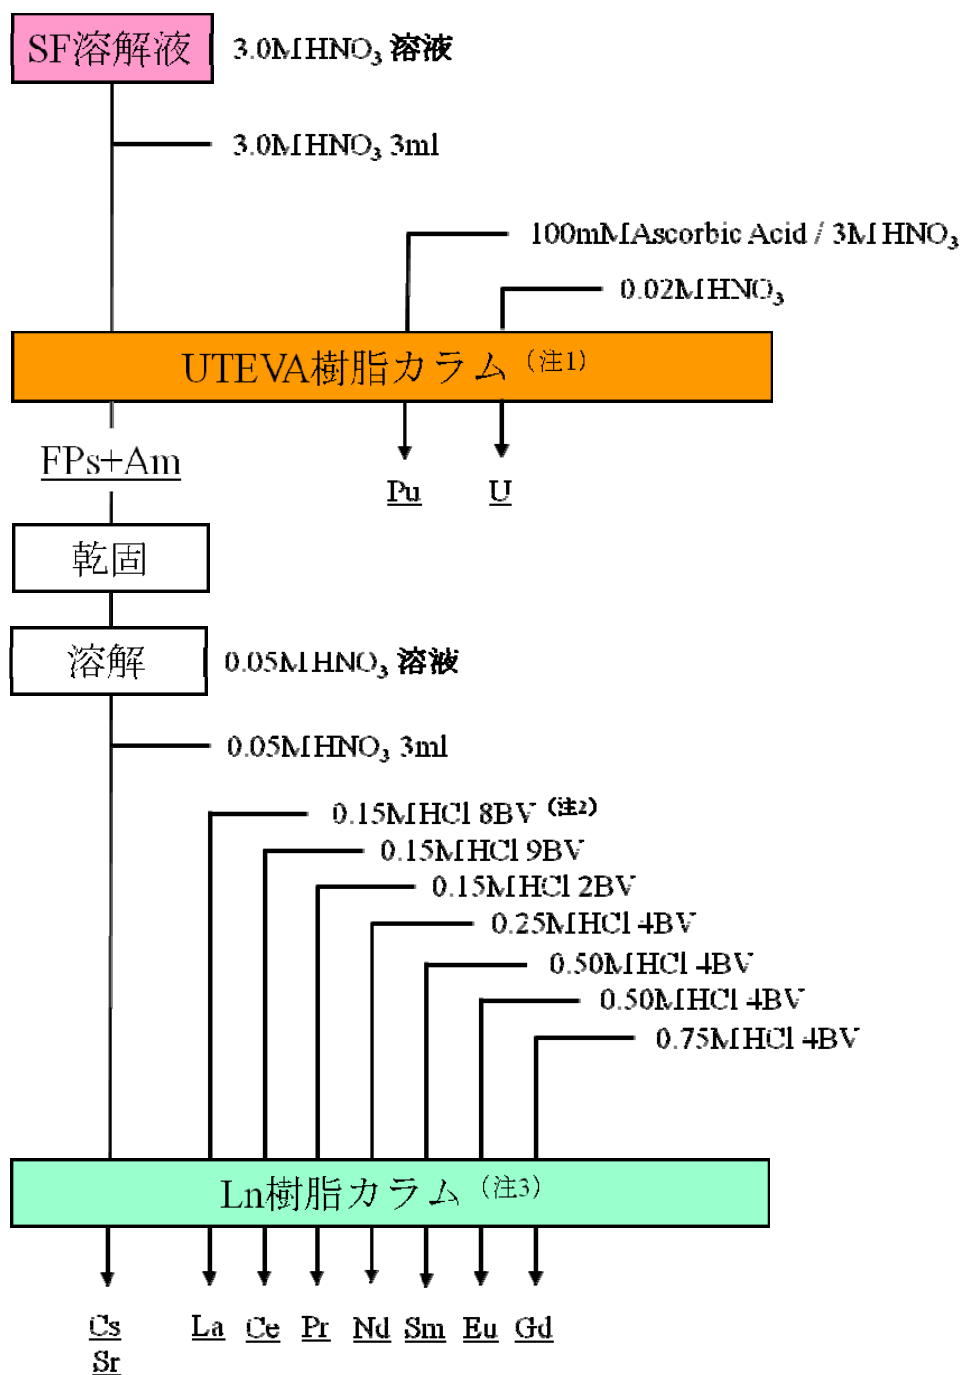 SF溶解液 3.0M HNO3 溶液
3.0M HNO3 3ml
100mM Ascorbic Acid / 3M HNO3
0.02M HNO3
UTEVA樹脂カラム（注1）
FPs+Am
Pu U
乾固
溶解 0.05M HNO3 溶液
0.05M HNO3 3ml
0.15M HCl 8BV（注2）
0.15M HCl 9BV
0.15M HCl 2BV
0.25M HCl 4BV
0.50M HCl 4BV
0.50M HCl 4BV
0.75M HCl 4BV
Ln樹脂カラム（注3）
Cs La Ce Pr Nd Sm Eu Gd
Sr